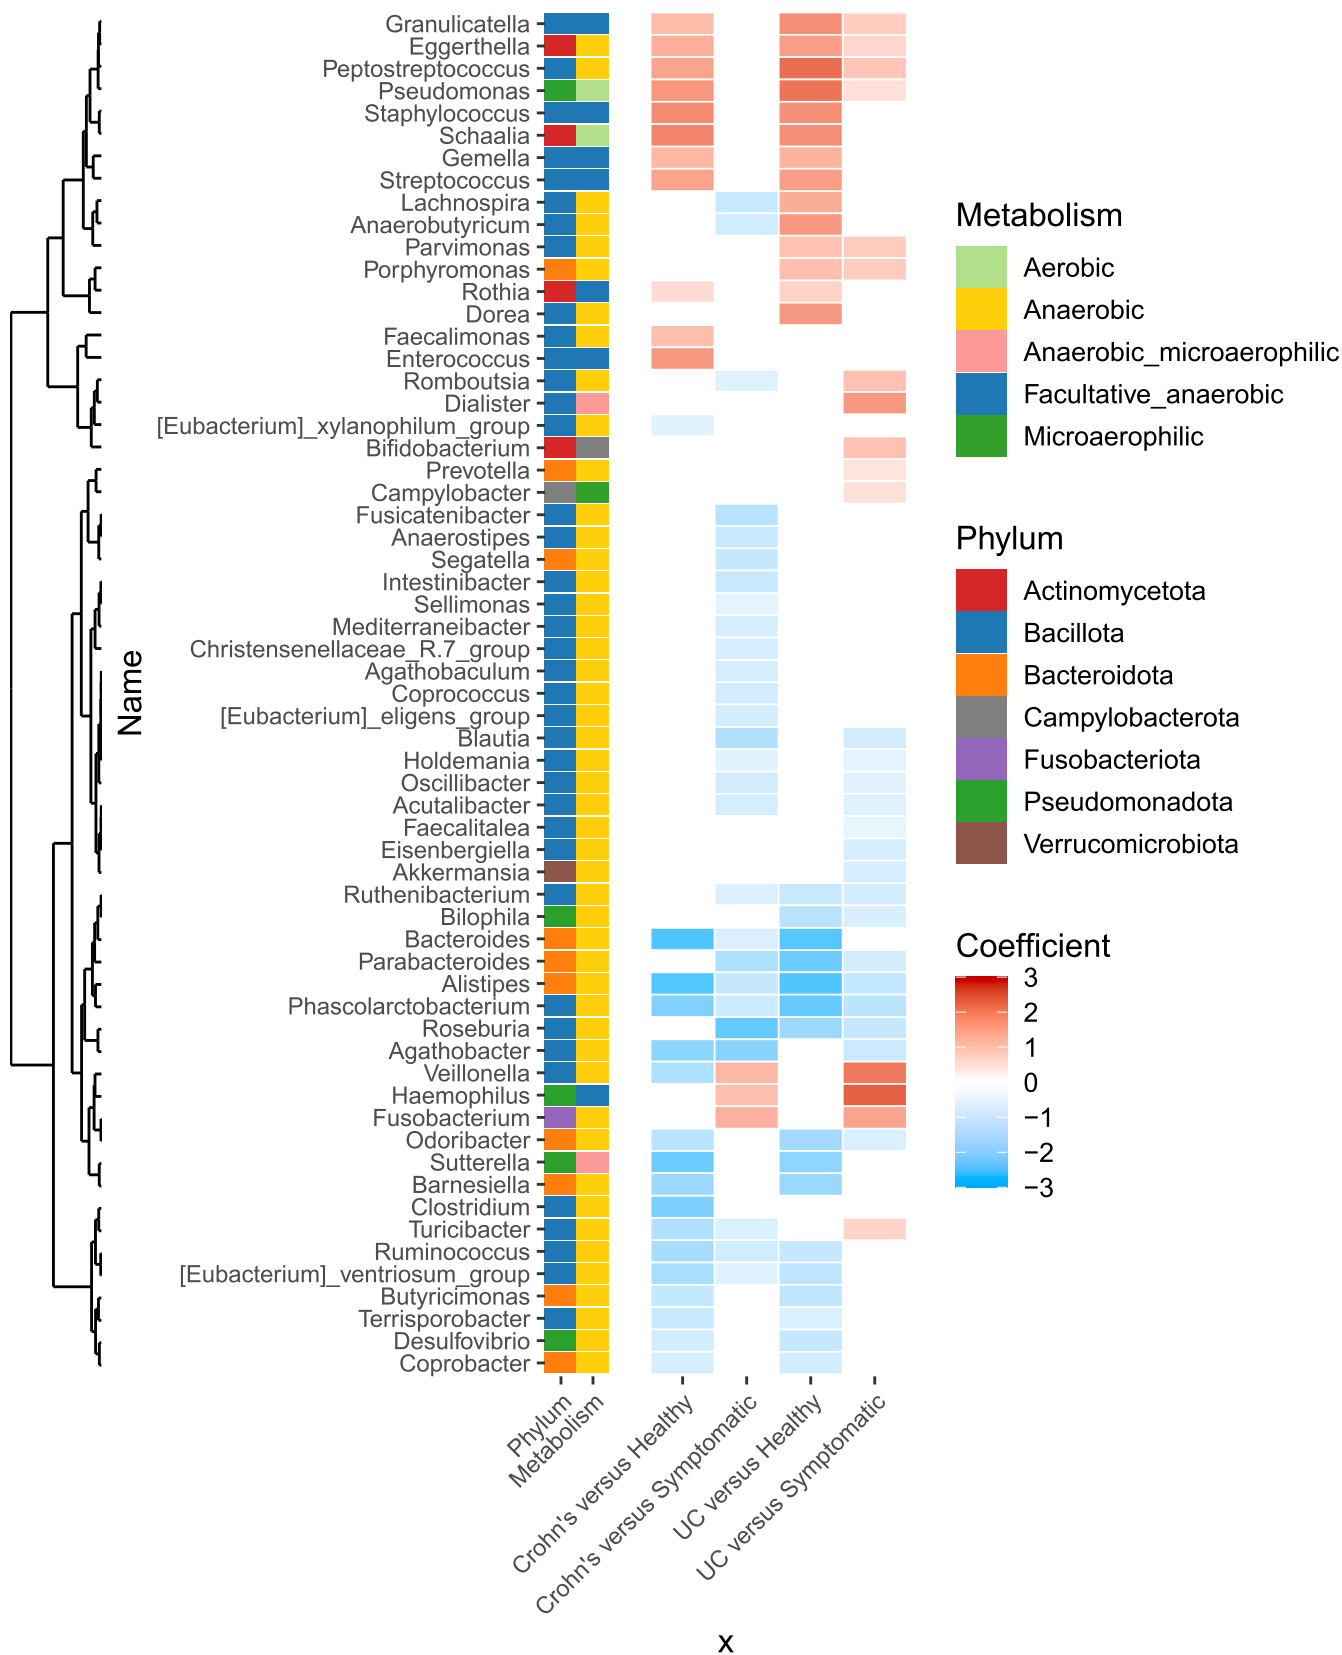 Granulicatella
Eggerthella
Peptostreptococcus
Pseudomonas
Staphylococcus
Schaalia
Gemella
Streptococcus
Lachnospira
Anaerobutyricum
Parvimonas
Porphyromonas
Rothia
Dorea
Faecalimonas
Enterococcus
Romboutsia
Dialister
[Eubacterium]_xylanophilum_group
Bifidobacterium
Prevotella
Campylobacter
Fusicatenibacter
Anaerostipes
Segatella
Intestinibacter
Sellimonas
Mediterraneibacter
Christensenellaceae_R.7_group
Agathobaculum
Coprococcus
[Eubacterium]_eligens_group
Blautia
Holdemania
Oscillibacter
Acutalibacter
Faecalitalea
Eisenbergiella
Akkermansia
Ruthenibacterium
Bilophila
Bacteroides
Parabacteroides
Alistipes
Phascolarctobacterium
Roseburia
Agathobacter
Veillonella
Haemophilus
Fusobacterium
Odoribacter
Sutterella
Barnesiella
Clostridium
Turicibacter
Ruminococcus
[Eubacterium]_ventriosum_group
Butyricimonas
Terrisporobacter
Desulfovibrio
Coprobacter
Name
Phylum
Metabolism
Crohn's versus Healthy
Crohn's versus Symptomatic
UC versus Healthy
UC versus Symptomatic
x
Metabolism
Aerobic
Anaerobic
Anaerobic_microaerophilic
Facultative_anaerobic
Microaerophilic
Phylum
Actinomycetota
Bacillota
Bacteroidota
Campylobacterota
Fusobacteriota
Pseudomonadota
Verrucomicrobiota
Coefficient
3
2
1
0
−1
−2
−3